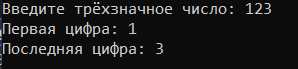 Введите трёхзначное число: 123
Первая цифра: 1
Последняя цифра: 3